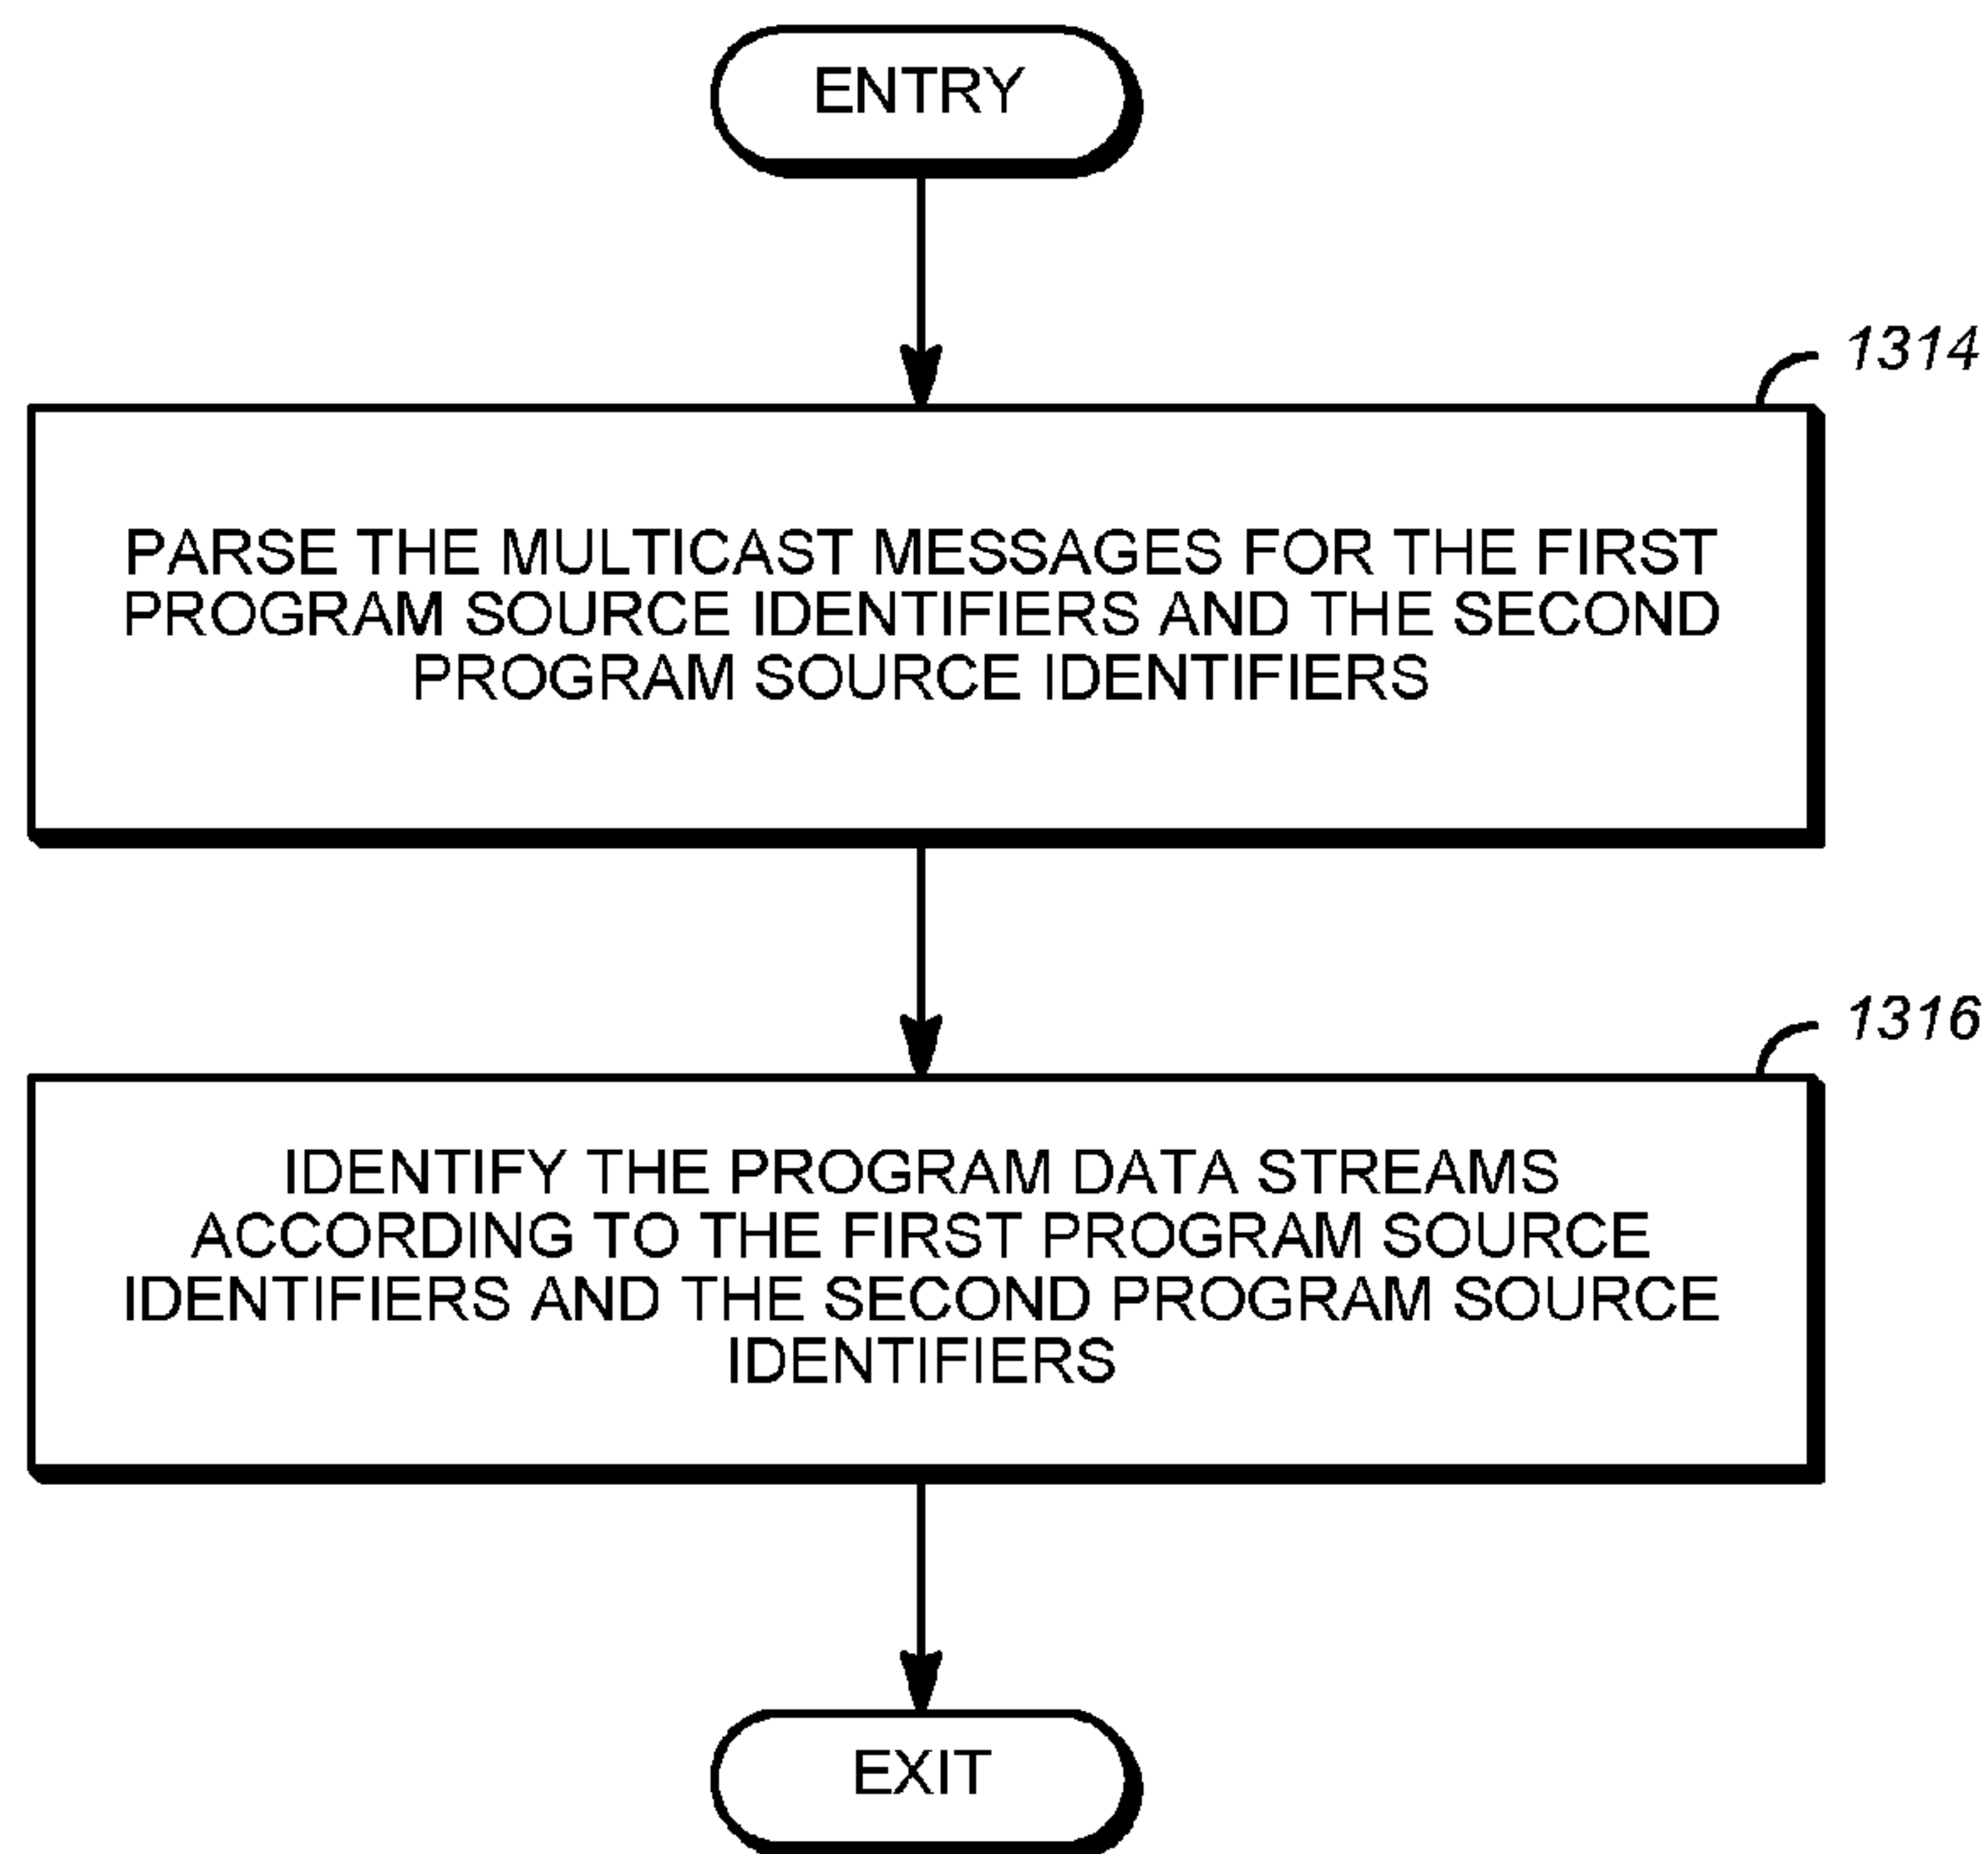 ENTRY
1314
PARSE THE MULTICAST MESSAGES FOR THE FIRST
PROGRAM SOURCE IDENTIFIERS AND THE SECOND
PROGRAM SOURCE IDENTIFIERS
1316
IDENTIFY THE PROGRAM DATA STREAMS
ACCORDING TO THE FIRST PROGRAM SOURCE
IDENTIFIERS AND THE SECOND PROGRAM SOURCE
IDENTIFIERS
EXIT